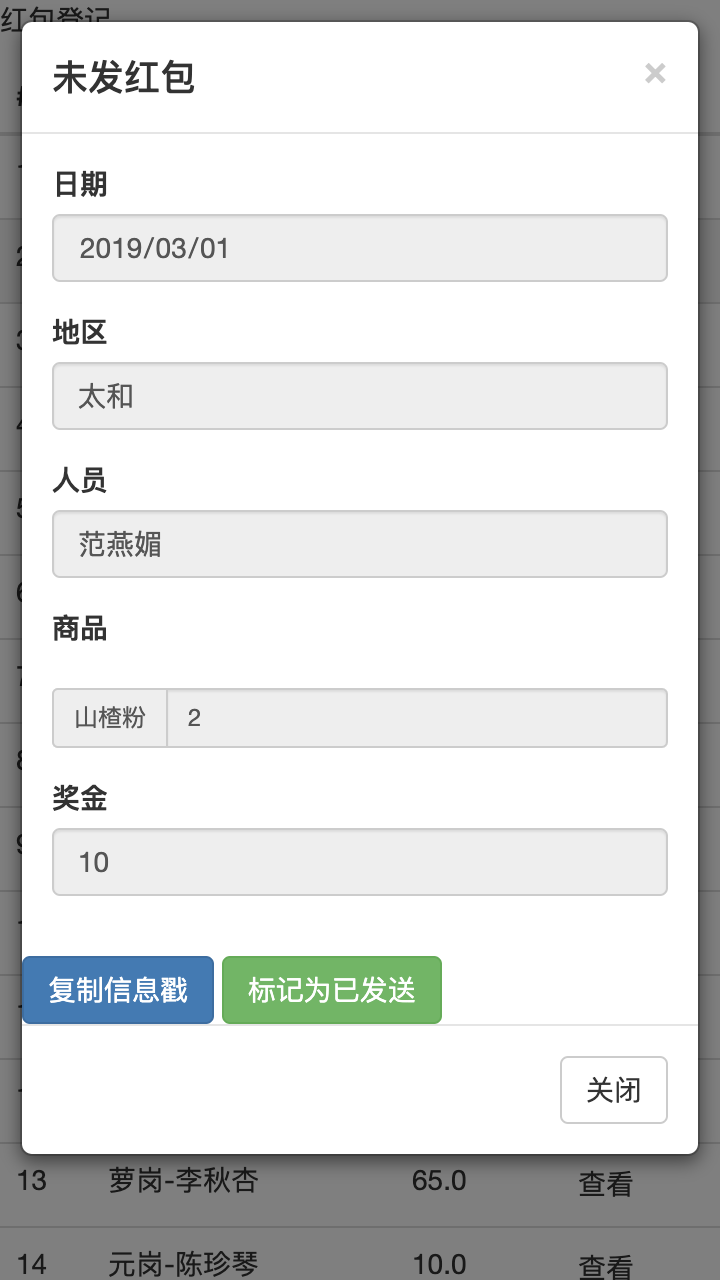 红包登记
未发红包
×
日期
2019/03/01
地区
太和
人员
范燕媚
商品
山楂粉 2
奖金
10
复制信息戳 标记为已发送
关闭
13 萝岗-李秋杏 65.0 查看
14 元岗-陈珍琴 10.0 查看